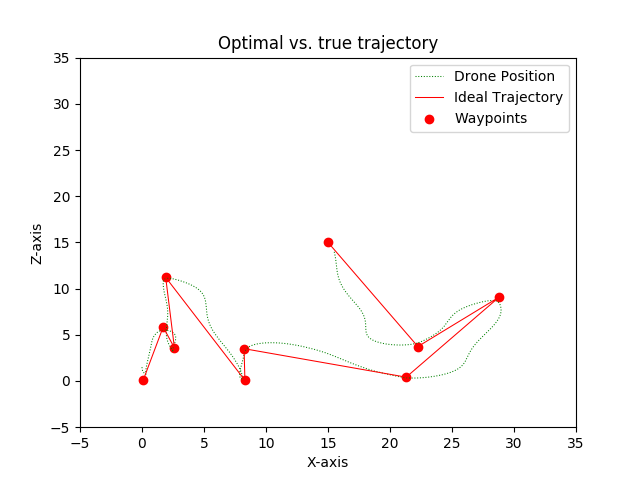 Optimal vs. true trajectory
Drone Position
Ideal Trajectory
Waypoints
Z-axis
35
30
25
20
15
10
5
0
−5
−5 0 5 10 15 20 25 30 35
X-axis